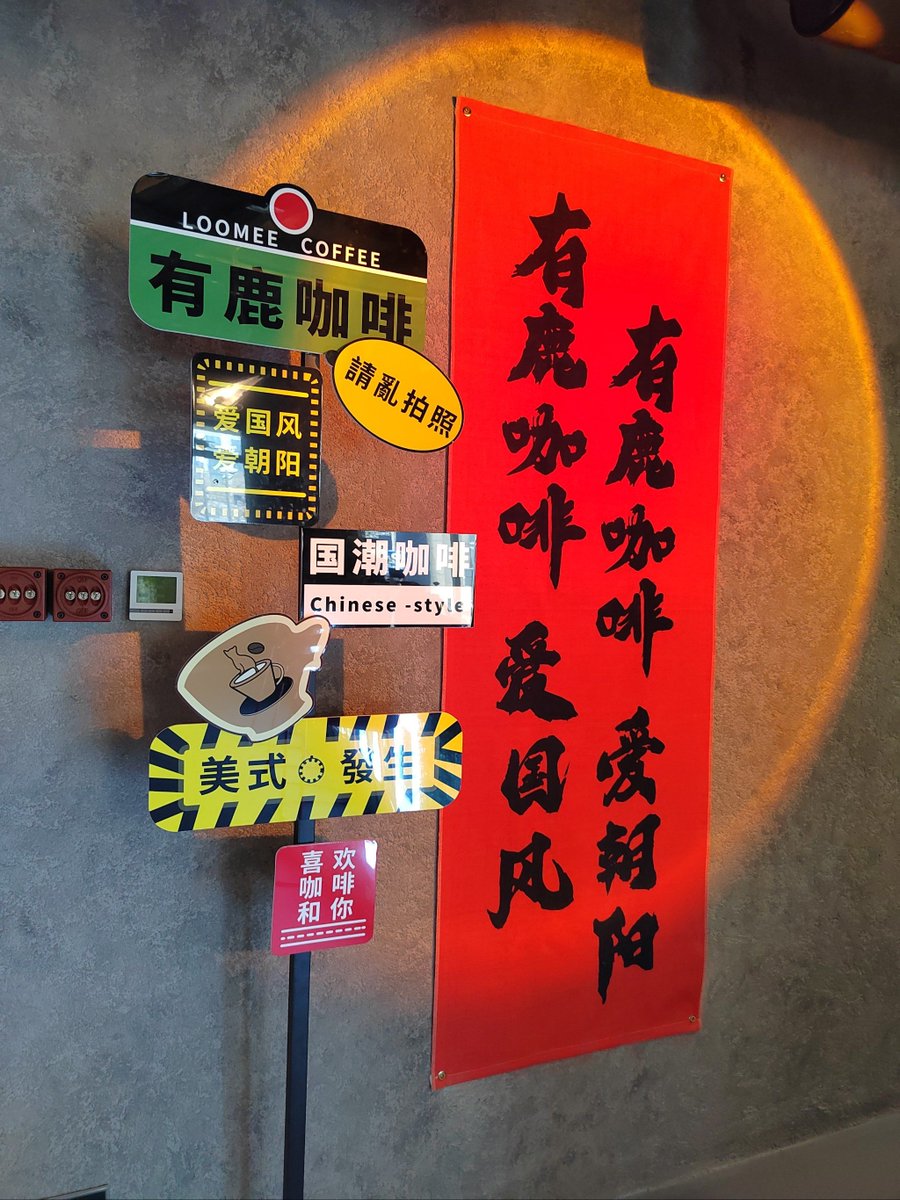 LOOMEE COFFEE
有鹿咖啡
請亂拍照
爱国风
爱朝阳
国潮咖啡
Chinese -style
美式 發生
喜欢
咖啡
和你
有鹿咖啡 爱国风
有鹿咖啡 爱朝阳